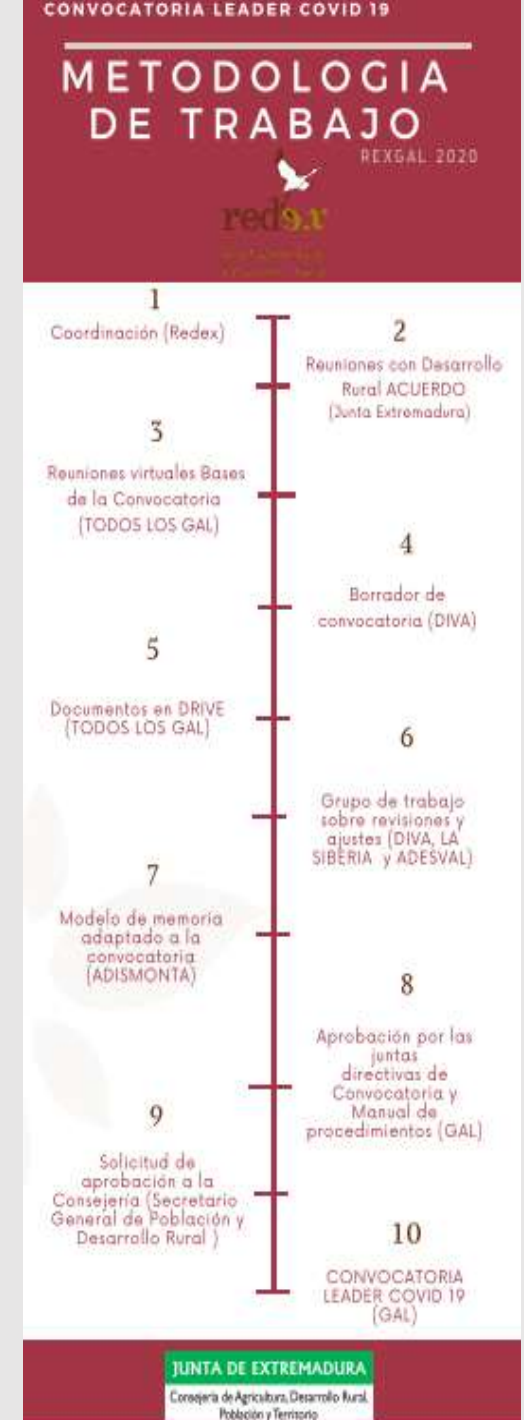 CONVOCATORIA LEADER COVID 19
METODOLOGIA
DE TRABAJO
REXGAL 2020
redex
1
Coordinación (Redex)
2
Reuniones con Desarrollo
Rural ACUERDO
(Junta Extremadura)
3
Reuniones virtuales Bases
de la Convocatoria
(TODOS LOS GAL)
4
Borrador de
convocatoria (DIVA)
5
Documentos en DRIVE
(TODOS LOS GAL)
6
Grupo de trabajo
sobre revisiones y
ajustes (DIVA, LA
SIBERIA y ADESVAL)
7
Modelo de memoria
adaptado a la
convocatoria
(ADISMONTA)
8
Aprobación por las
juntas
directivas de
Convocatoria y
Manual de
procedimientos (GAL)
9
Solicitud de
aprobación a la
Consejería (Secretario
General de Población y
Desarrollo Rural )
10
CONVOCATORIA
LEADER COVID 19
(GAL)
JUNTA DE EXTREMADURA
Consejería de Agricultura, Desarrollo Rural,
Población y Territorio